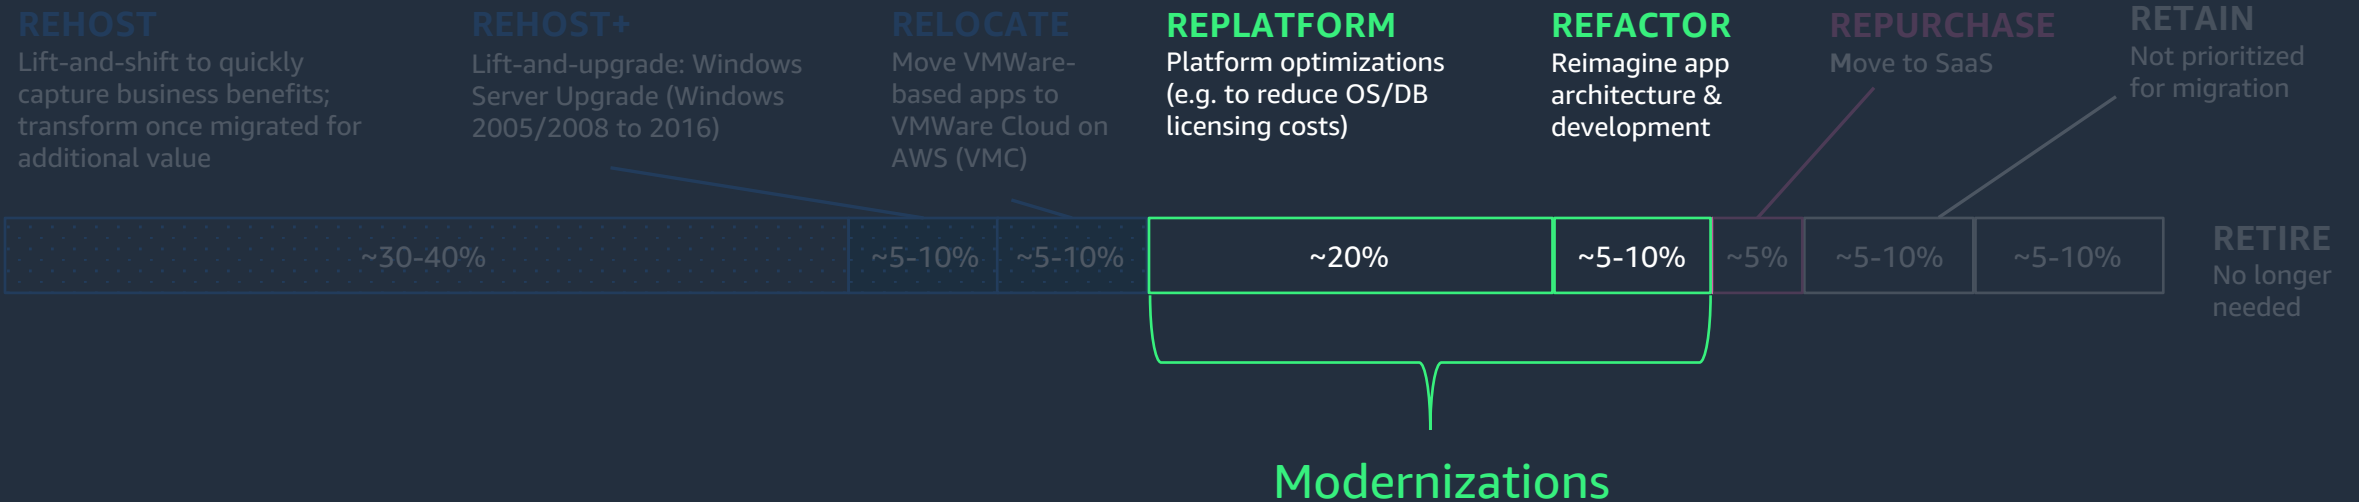 REHOST
Lift-and-shift to quickly
capture business benefits;
transform once migrated for
additional value
REHOST+
Lift-and-upgrade: Windows
Server Upgrade (Windows
2005/2008 to 2016)
RELOCATE
Move VMWare-
based apps to
VMWare Cloud on
AWS (VMC)
REPLATFORM
Platform optimizations
(e.g. to reduce OS/DB
licensing costs)
REFACTOR
Reimagine app
architecture &
development
REPURCHASE
Move to SaaS
RETAIN
Not prioritized
for migration
~30-40%
~5-10%
~5-10%
~20%
~5-10%
~5%
~5-10%
~5-10%
RETIRE
No longer
needed
Modernizations